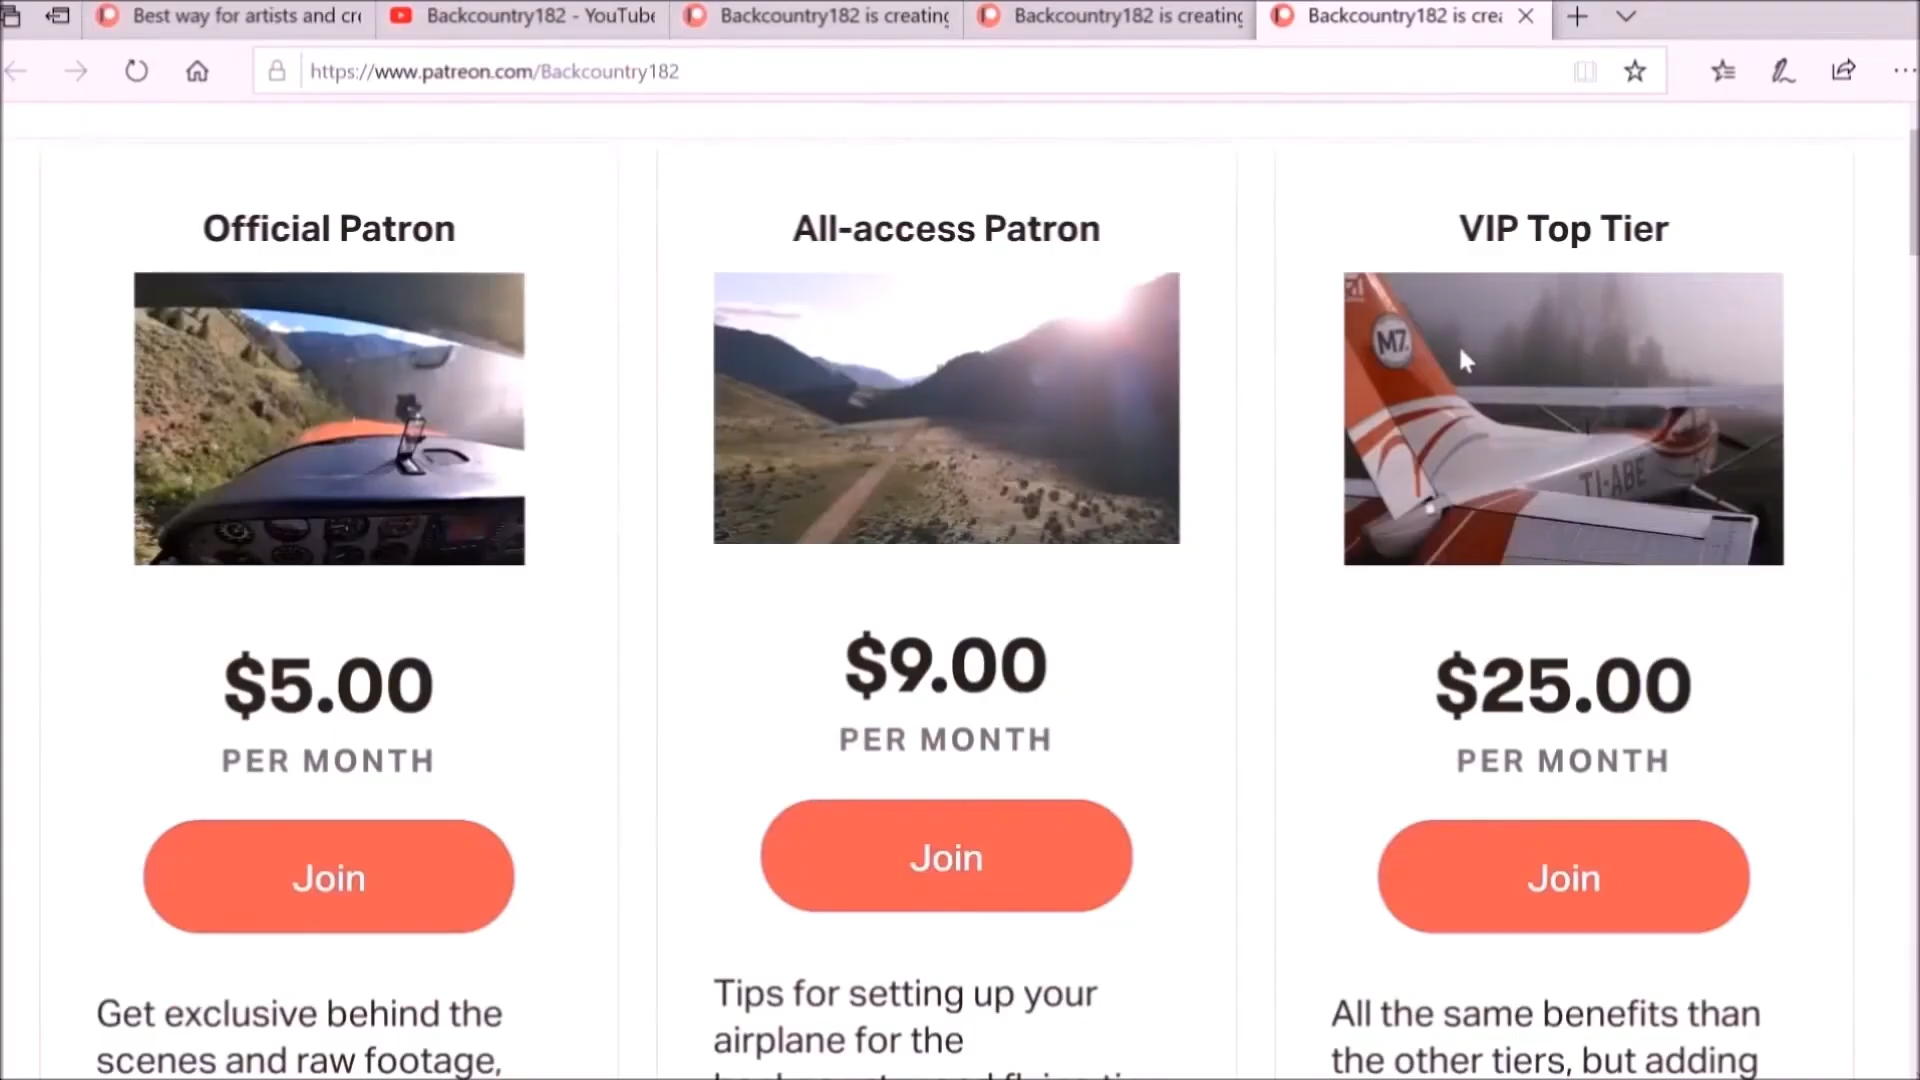 Best way for artists and cr
Backcountry182 - YouTube
Backcountry182 is creating
Backcountry182 is creating
Backcountry182 is crea
https://www.patreon.com/Backcountry182
Official Patron
All-access Patron
VIP Top Tier
M7
TI-ABE
$5.00
$9.00
$25.00
PER MONTH
PER MONTH
PER MONTH
Join
Join
Join
Get exclusive behind the
scenes and raw footage,
Tips for setting up your
airplane for the
All the same benefits than
the other tiers, but adding